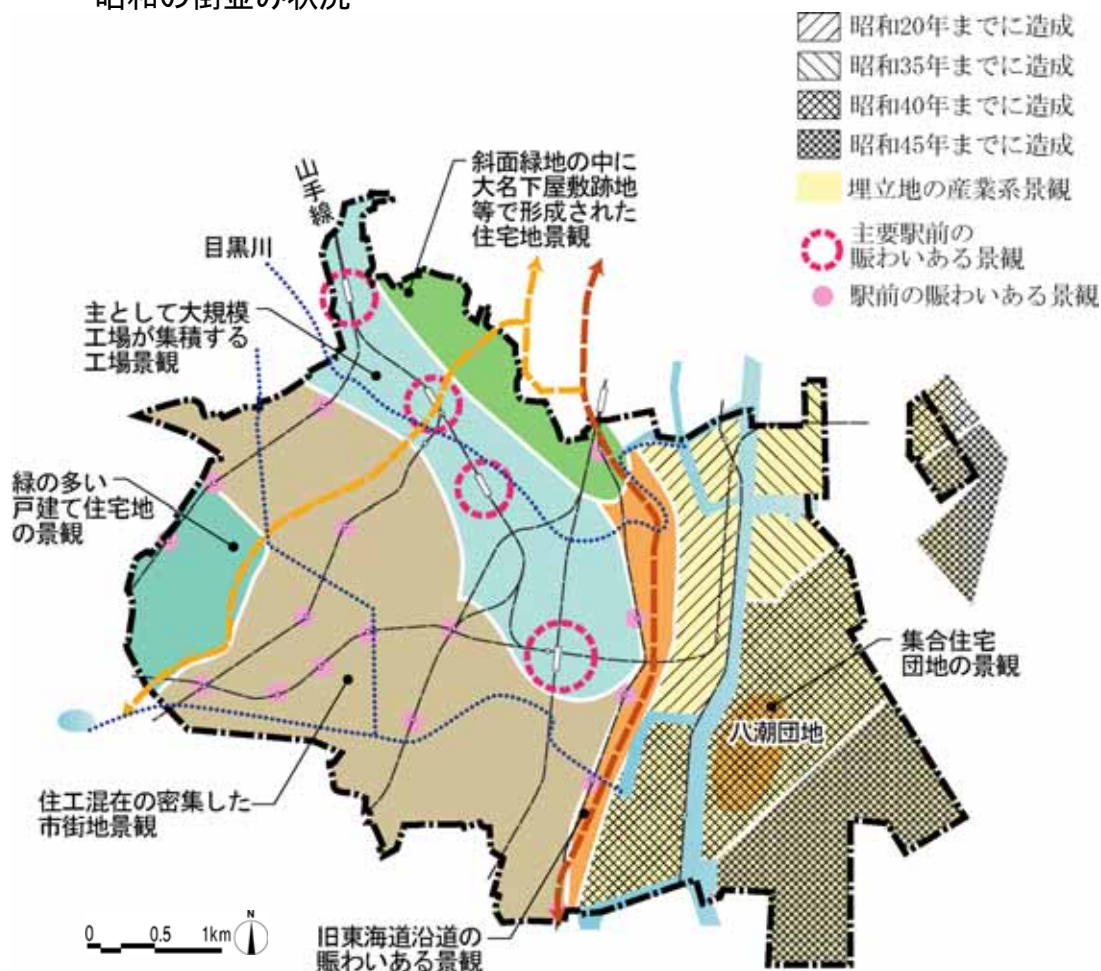 昭和の街並み状況
昭和20年までに造成
昭和35年までに造成
昭和40年までに造成
昭和45年までに造成
埋立地の産業系景観
主要駅前の
賑わいある景観
駅前の賑わいある景観
山手線
斜面緑地の中に
大名下屋敷跡地
等で形成された
住宅地景観
目黒川
主として大規模
工場が集積する
工場景観
緑の多い
戸建て住宅地
の景観
集合住宅
団地の景観
八潮団地
住工混在の密集した
市街地景観
旧東海道沿道の
賑わいある景観
0 0.5 1km
N